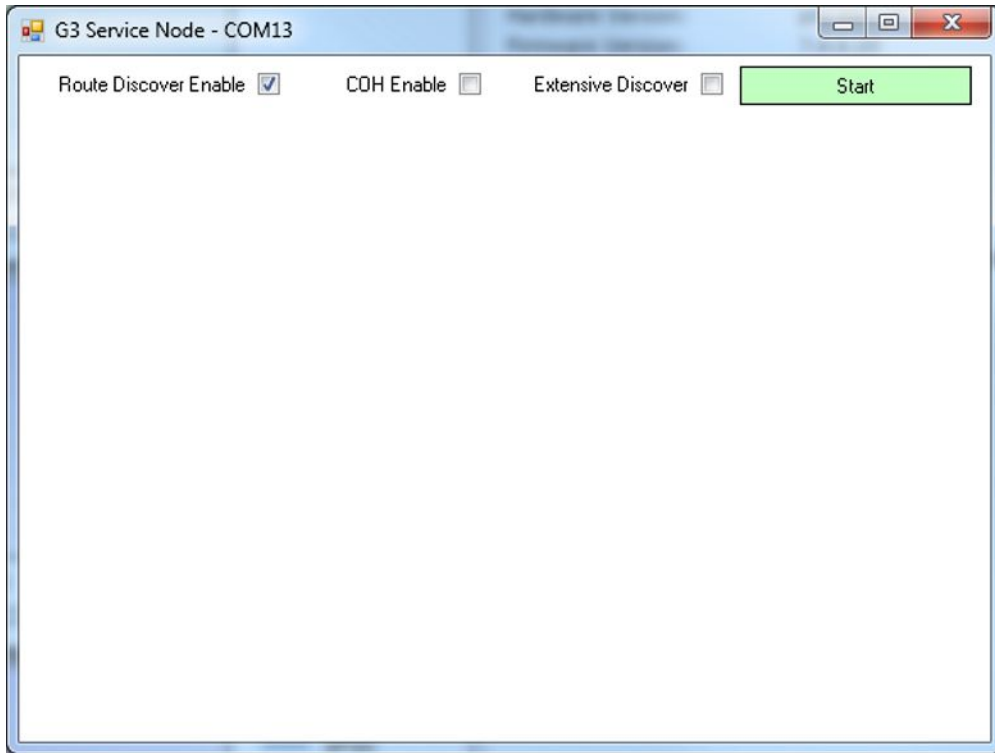 G3 Service Node - COM13
Route Discover Enable COH Enable Extensive Discover Start